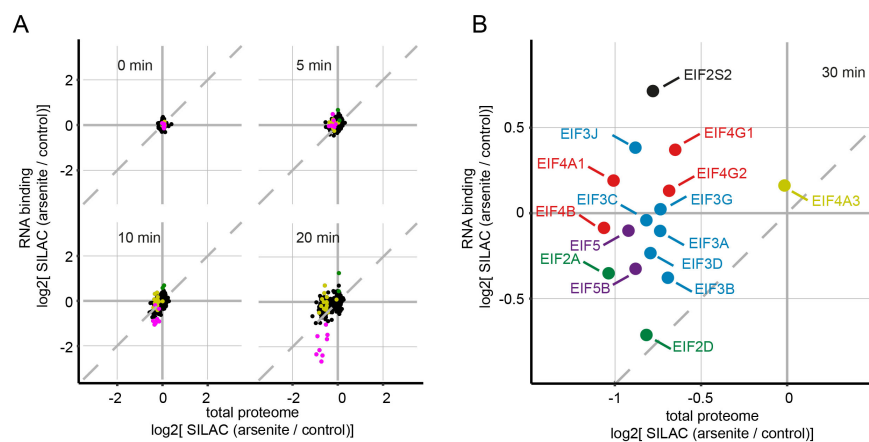 A
0 min
5 min
2
0
-2
10 min
20 min
2
0
-2
-2
0
2
-2
0
2
RNA binding
log2[ SILAC (arsenite / control)]
total proteome
log2[ SILAC (arsenite / control)]
B
30 min
EIF2S2
EIF3J
EIF4G1
EIF4A1
EIF4G2
EIF3C
EIF3G
EIF4A3
EIF4B
EIF5
EIF3A
EIF2A
EIF3D
EIF5B
EIF3B
EIF2D
0.5
0
-0.5
-1
-0.5
0
RNA binding
log2[ SILAC (arsenite / control)]
total proteome
log2[ SILAC (arsenite / control)]